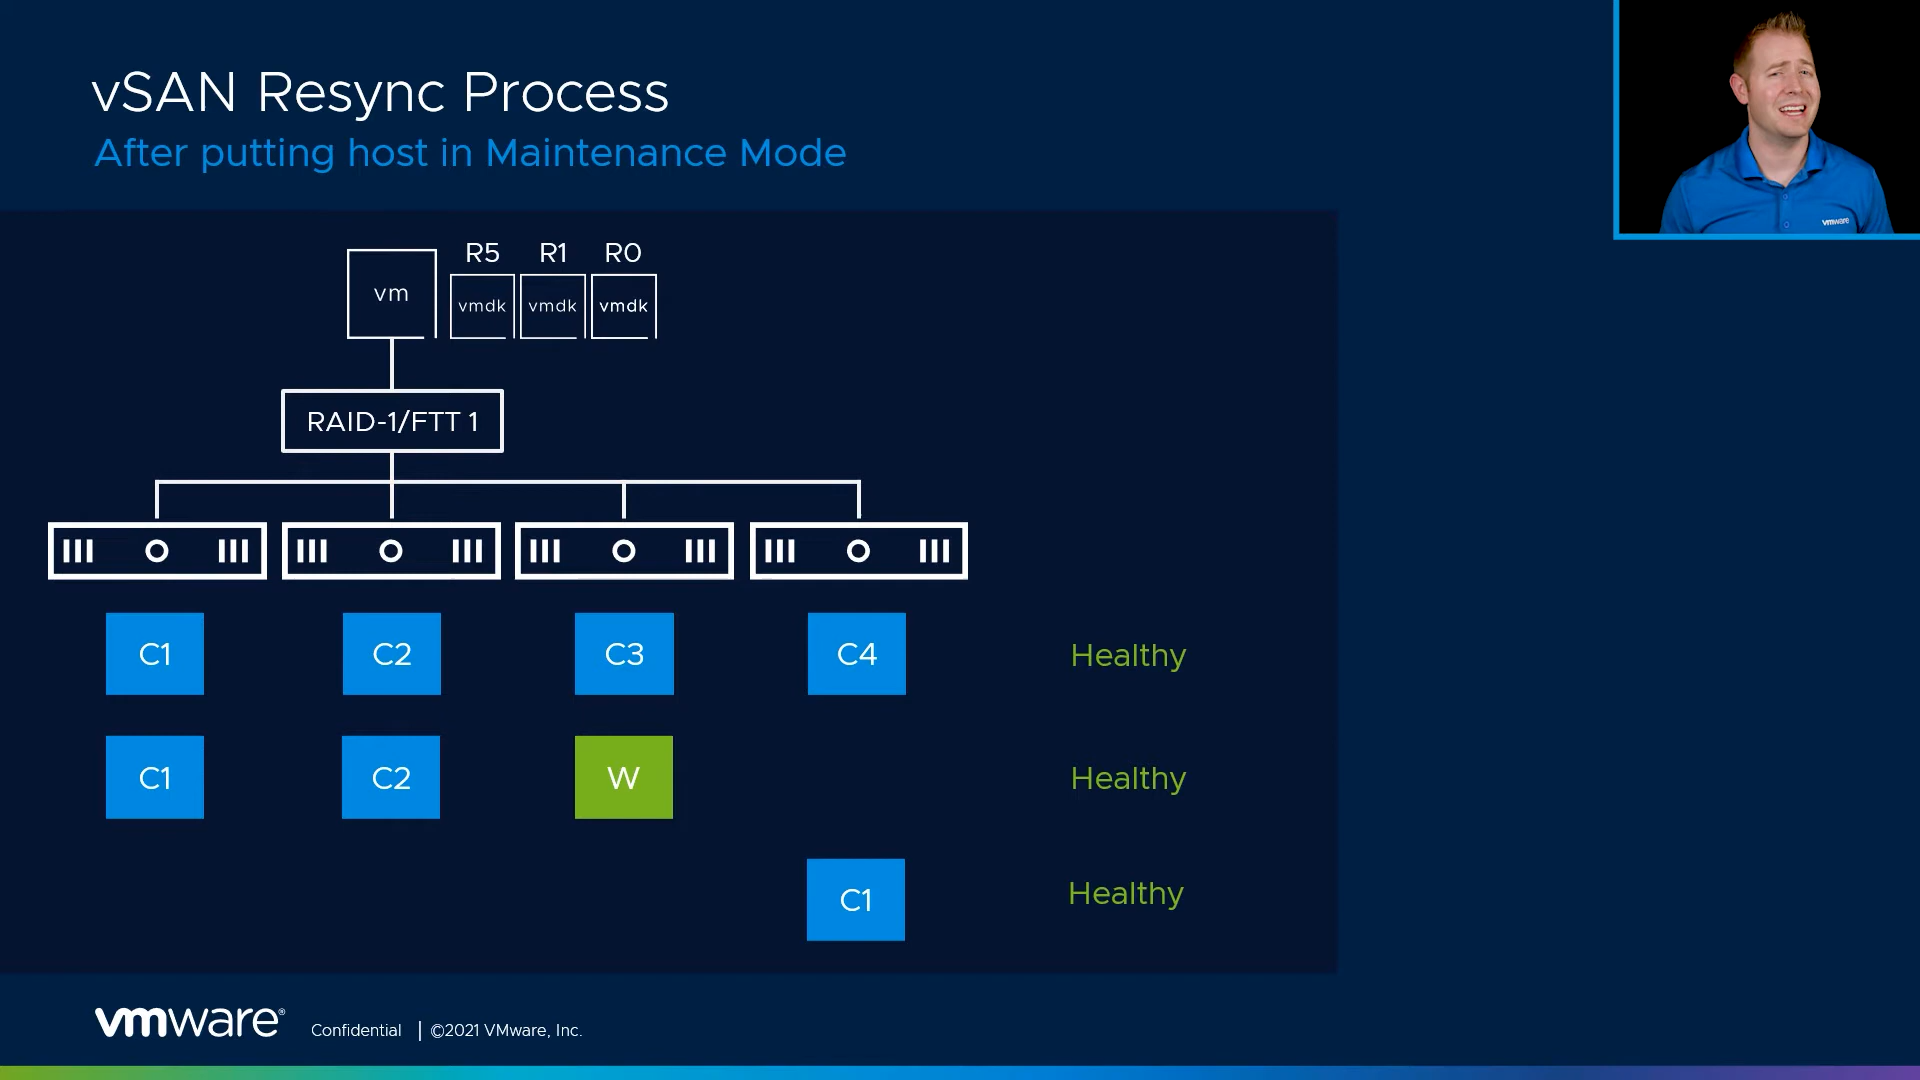 vSAN Resync Process
After putting host in Maintenance Mode
vmware
R5 R1 R0
vm vmdk vmdk vmdk
RAID-1/FTT 1
C1 C2 C3 C4 Healthy
C1 C2 W Healthy
C1 Healthy
vmware® Confidential | ©2021 VMware, Inc.